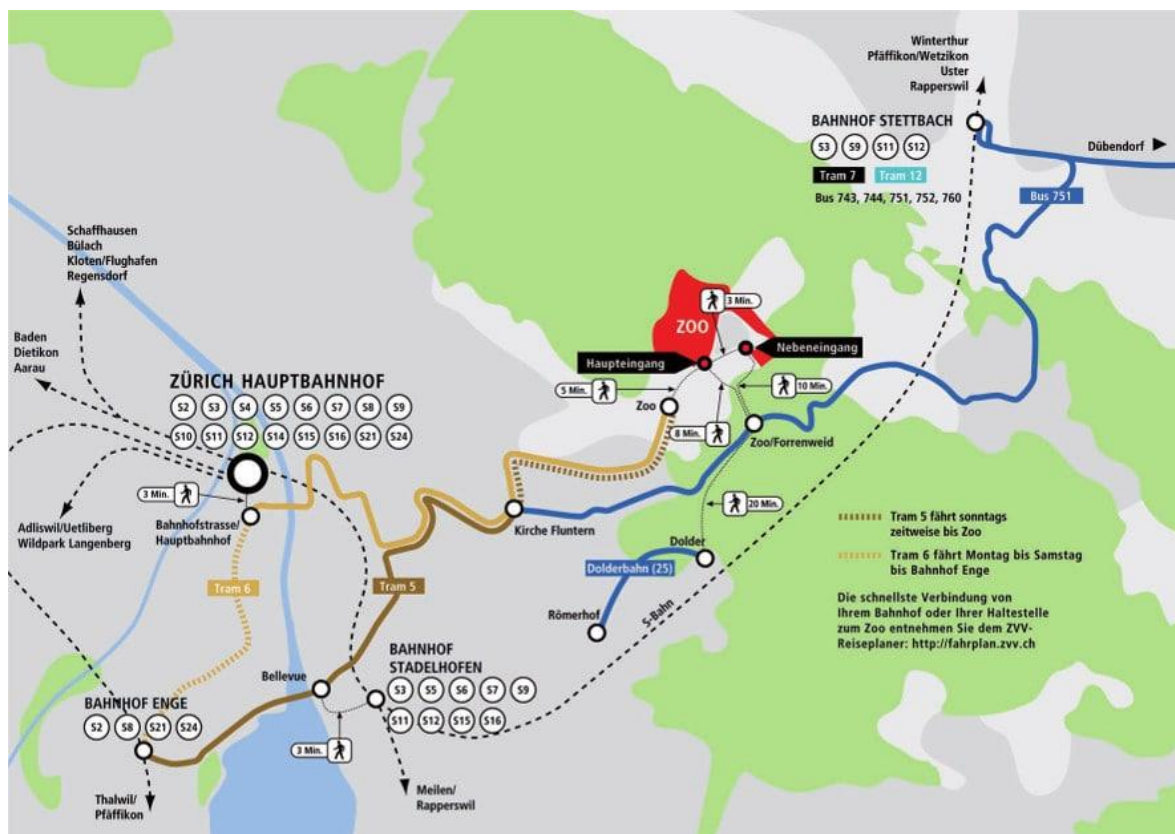 Winterthur
Pfäffikon/Wetzikon
Uster
Rapperswil
BAHNHOF STETTBACH
S3 S9 S11 S12
Tram 7 Tram 12
Bus 743, 744, 751, 752, 760
Dübendorf
Bus 751
Schaffhausen
Bülach
Kloten/Flughafen
Regensdorf
Baden
Dietikon
Aarau
ZÜRICH HAUPTBAHNHOF
S2 S3 S4 S5 S6 S7 S8 S9
S10 S11 S12 S14 S15 S16 S21 S24
3 Min.
ZOO
Haupteingang
Nebeneingang
5 Min.
10 Min.
Zoo
8 Min.
Zoo/Forrenweid
3 Min.
Adliswil/Uetliberg
Wildpark Langenberg
Bahnhofstrasse/
Hauptbahnhof
Kirche Fluntern
20 Min.
Dolder
Dolderbahn (25)
Römerhof
S-Bahn
Tram 6
Tram 5
Tram 5 fährt sonntags
zeitweise bis Zoo
Tram 6 fährt Montag bis Samstag
bis Bahnhof Enge
Die schnellste Verbindung von
Ihrem Bahnhof oder Ihrer Haltestelle
zum Zoo entnehmen Sie dem ZVV-
Reiseplaner: http://fahrplan.zvv.ch
Bellevue
BAHNHOF
STADELHOFEN
S3 S5 S6 S7 S9
S11 S12 S15 S16
BAHNHOF ENGE
S2 S8 S21 S24
3 Min.
Thalwil/
Pfäffikon
Meilen/
Rapperswil